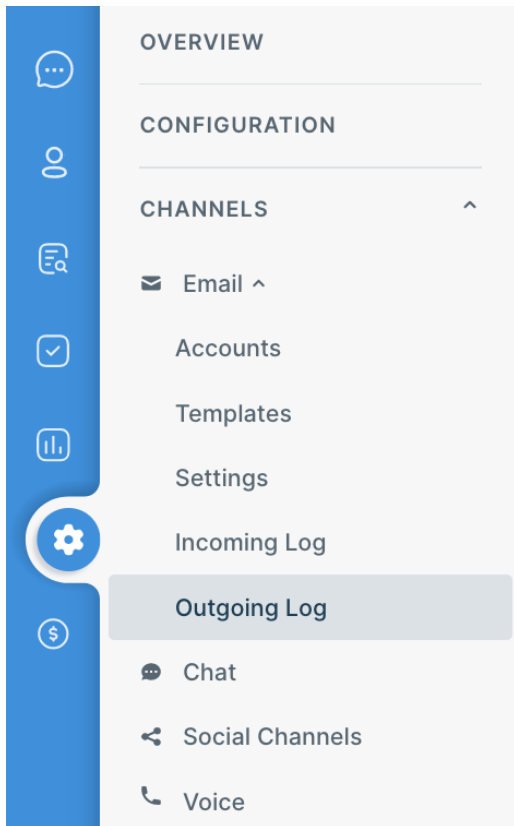 OVERVIEW
CONFIGURATION
CHANNELS
Email
Accounts
Templates
Settings
Incoming Log
Outgoing Log
Chat
Social Channels
Voice
$